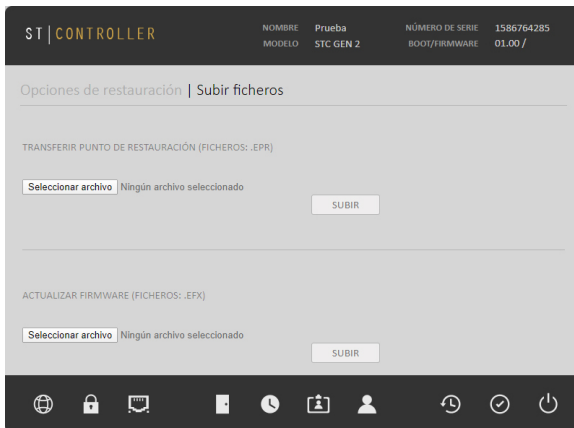 ST|CONTROLLER
NOMBRE Prueba NÚMERO DE SERIE 1586764285
MODELO STC GEN 2 BOOT/FIRMWARE 01.00 /
Opciones de restauración | Subir ficheros
TRANSFERIR PUNTO DE RESTAURACIÓN (FICHEROS: .EPR)
Seleccionar archivo Ningún archivo seleccionado
SUBIR
ACTUALIZAR FIRMWARE (FICHEROS: .EFX)
Seleccionar archivo Ningún archivo seleccionado
SUBIR